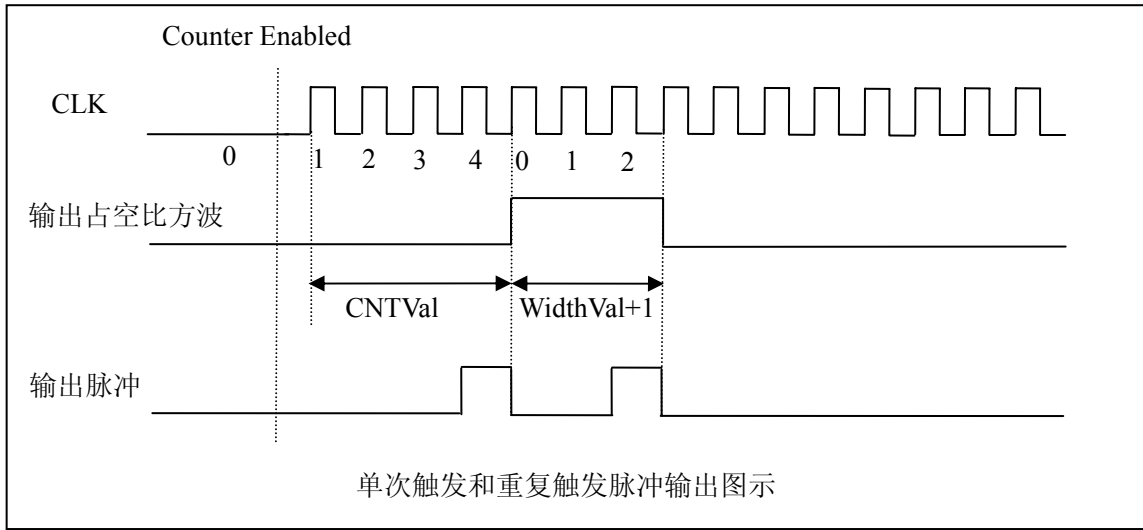 Counter Enabled
CLK
0 1 2 3 4 0 1 2
输出占空比方波
CNTVal WidthVal+1
输出脉冲
单次触发和重复触发脉冲输出图示